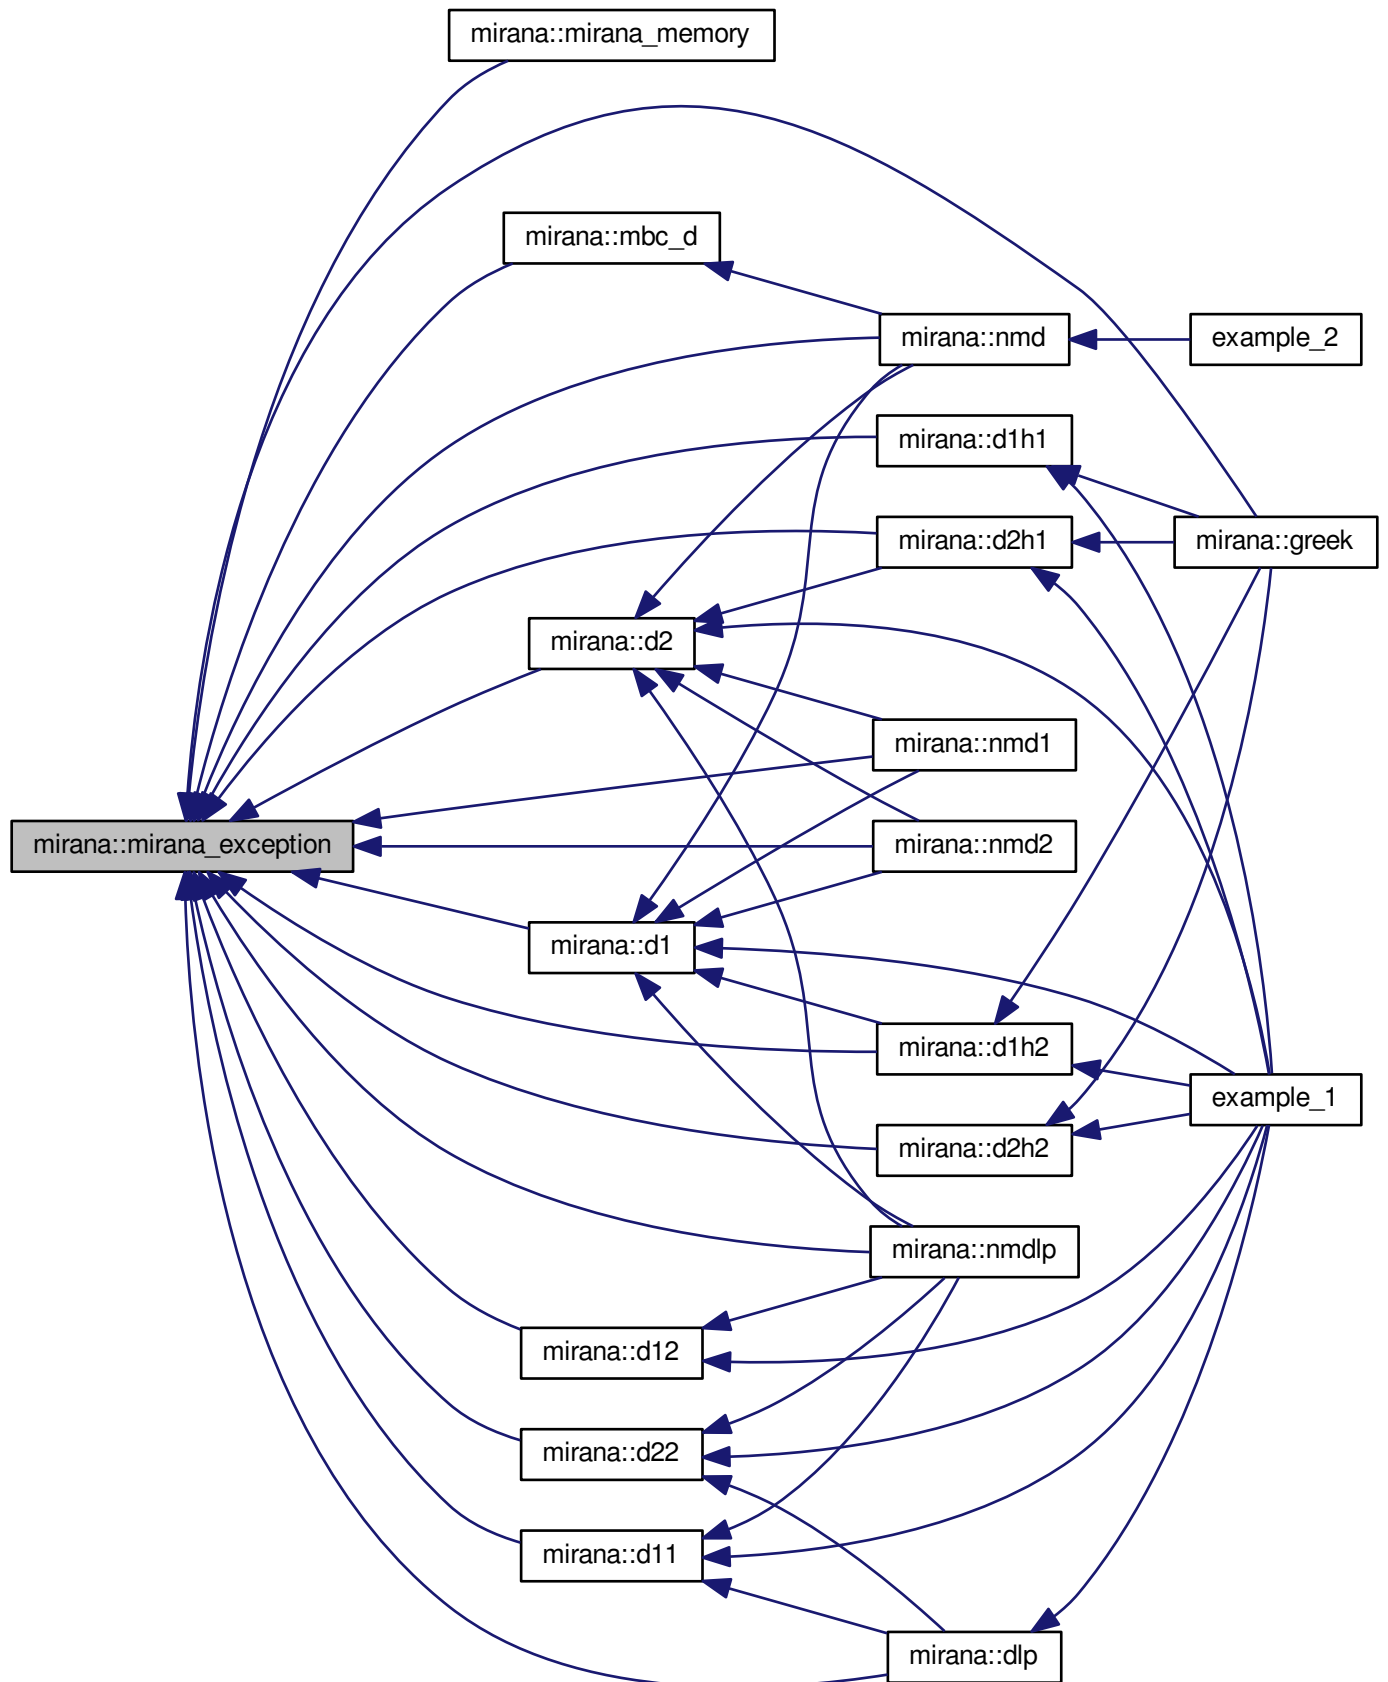 mirana::mirana_memory
mirana::mbc_d
mirana::nmd
example_2
mirana::d1h1
mirana::d2h1
mirana::greek
mirana::d2
mirana::nmd1
mirana::mirana_exception
mirana::nmd2
mirana::d1
mirana::d1h2
example_1
mirana::d2h2
mirana::nmdlp
mirana::d12
mirana::d22
mirana::d11
mirana::dlp